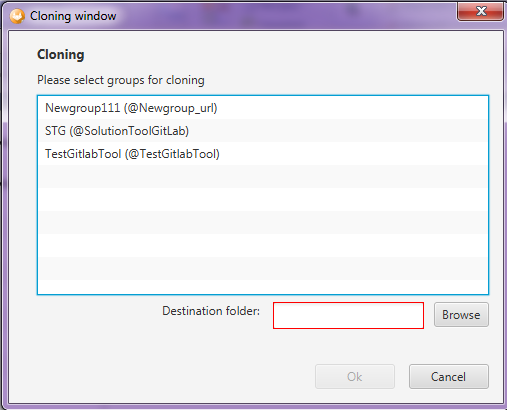 Cloning window
Cloning
Please select groups for cloning
Newgroup111 (@Newgroup_url)
STG (@SolutionToolGitLab)
TestGitlabTool (@TestGitlabTool)
Destination folder:
Browse
Ok
Cancel